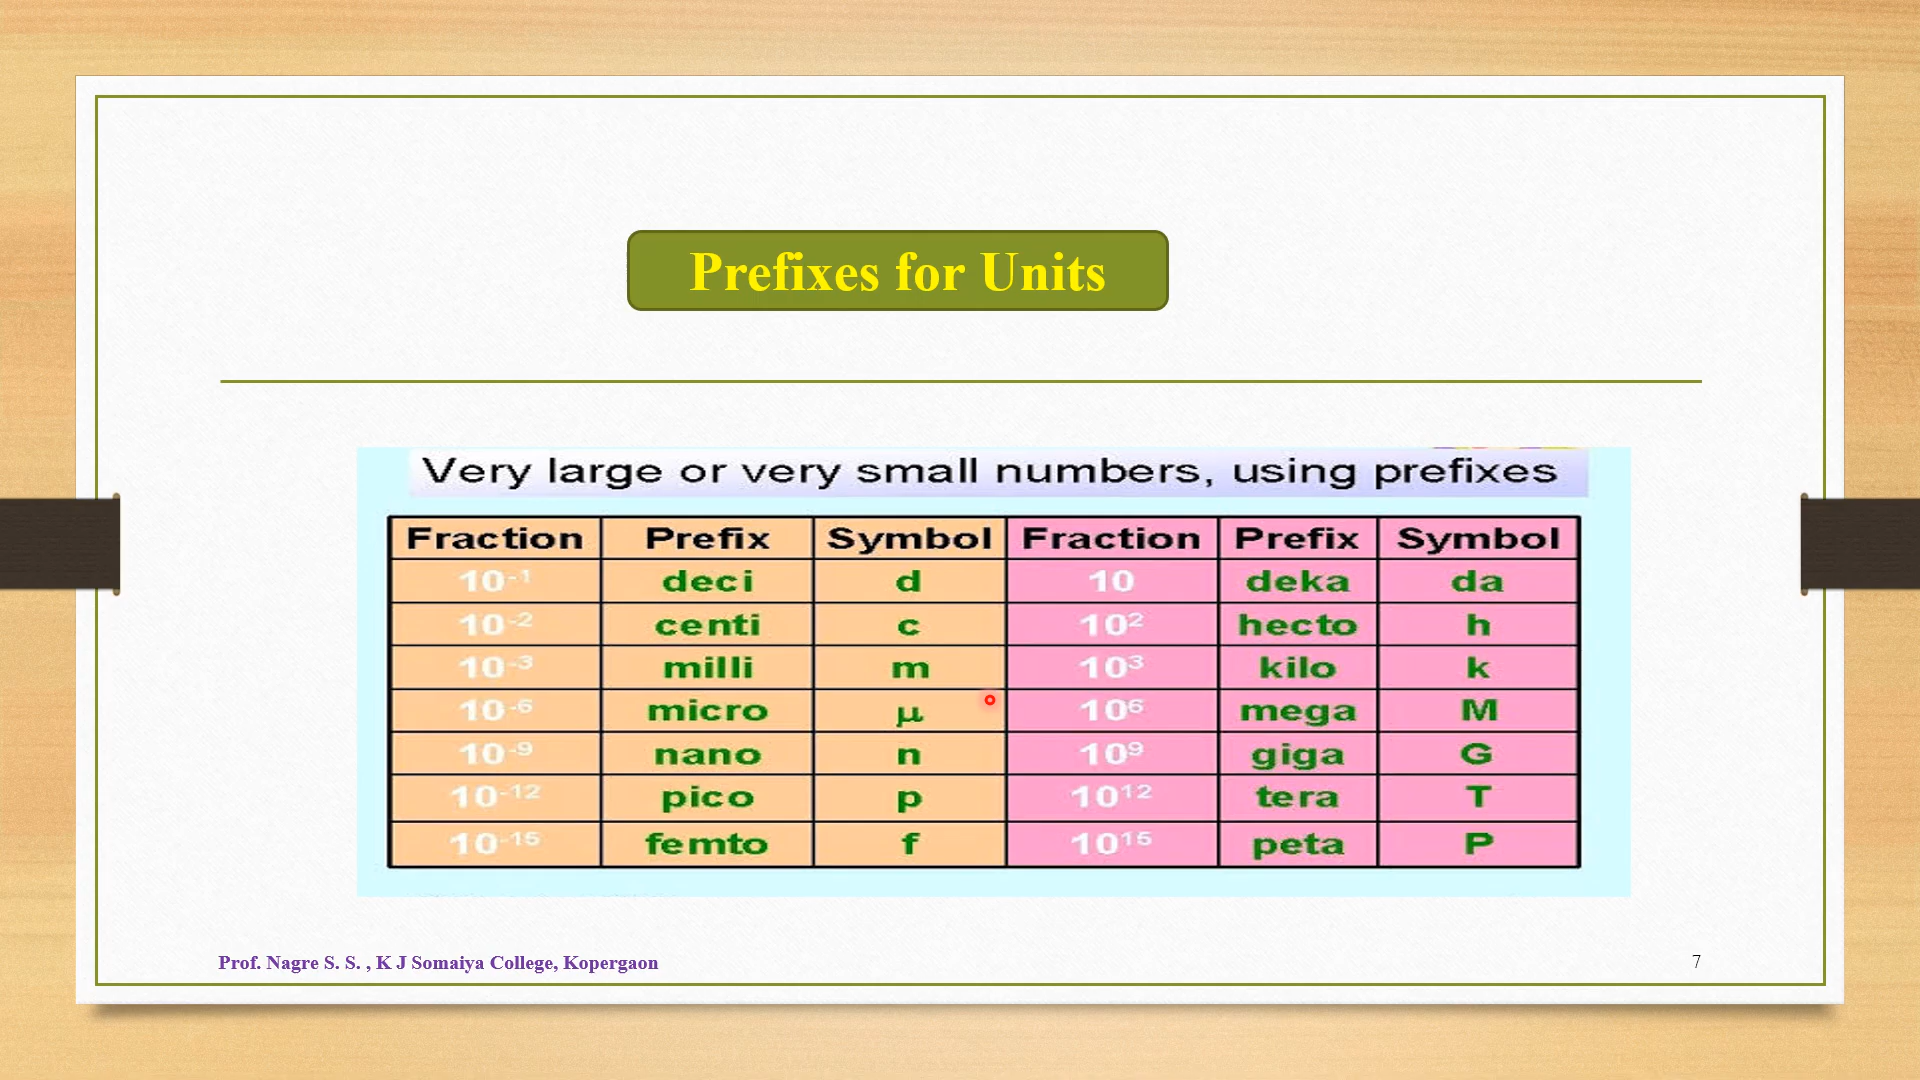 Prefixes for Units
Very large or very small numbers, using prefixes
Fraction Prefix Symbol Fraction Prefix Symbol
10⁻¹ deci d 10 deka da
10⁻² centi c 10² hecto h
10⁻³ milli m 10³ kilo k
10⁻⁶ micro μ 10⁶ mega M
10⁻⁹ nano n 10⁹ giga G
10⁻¹² pico p 10¹² tera T
10⁻¹⁵ femto f 10¹⁵ peta P
Prof. Nagre S. S. , K J Somaiya College, Kopergaon 7